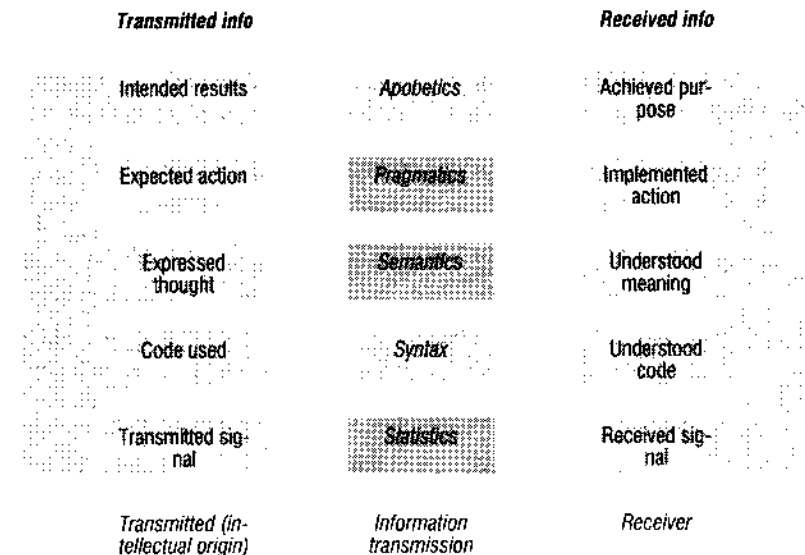 Transmitted info Received info
Intended results Apobetics Achieved pur-
pose
Expected action Pragmatics Implemented
action
Expressed Semantics Understood
thought meaning
Code used Syntax Understood
code
Transmitted sig- Statistics Received sig-
nal nal
Transmitted (in- Information Receiver
tellectual origin) transmission